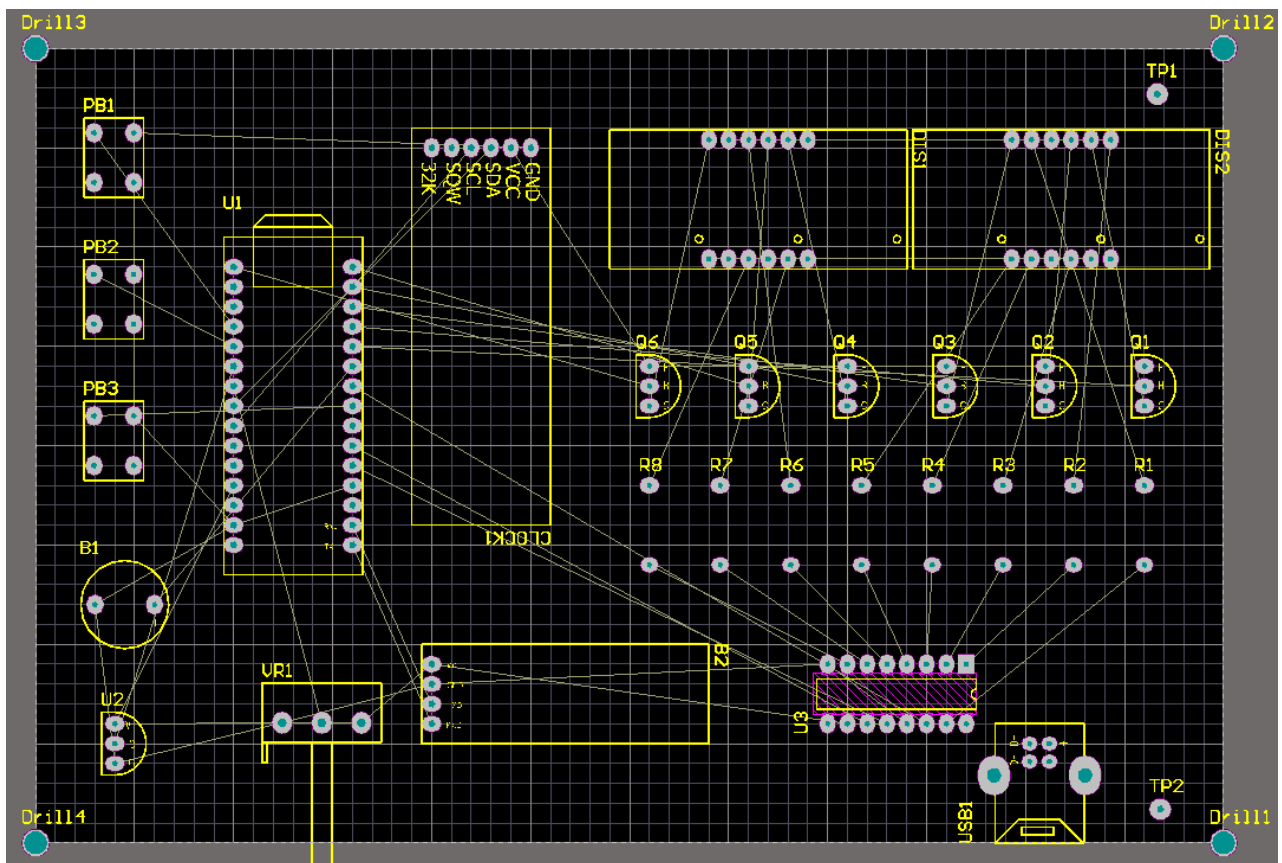 Drill3
Drill2
TP1
PB1
DIS1
DIS2
32K
SQW
SCL
SDA
VCC
GND
U1
PB2
Q6
Q5
Q4
Q3
Q2
Q1
PB3
R8
R7
R6
R5
R4
R3
R2
R1
CLOCK1
B1
B2
VR1
U2
U3
TP2
USB1
Drill4
Drill1